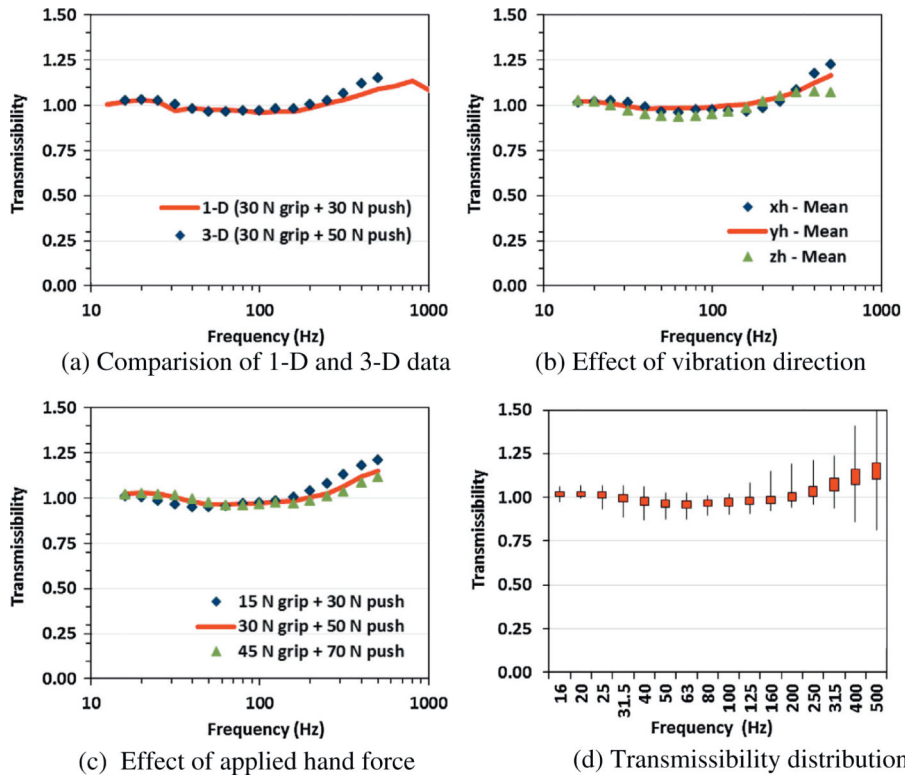 1.50
1.25
1.00
0.75
0.50
0.25
0.00
Transmissibility
1-D (30 N grip + 30 N push)
3-D (30 N grip + 50 N push)
10
100
1000
Frequency (Hz)
(a) Comparision of 1-D and 3-D data
1.50
1.25
1.00
0.75
0.50
0.25
0.00
Transmissibility
xh - Mean
yh - Mean
zh - Mean
10
100
1000
Frequency (Hz)
(b) Effect of vibration direction
1.50
1.25
1.00
0.75
0.50
0.25
0.00
Transmissibility
15 N grip + 30 N push
30 N grip + 50 N push
45 N grip + 70 N push
10
100
1000
Frequency (Hz)
(c) Effect of applied hand force
1.50
1.25
1.00
0.75
0.50
0.25
0.00
Transmissibility
16
20
25
31.5
40
50
63
80
100
125
160
200
250
315
400
500
Frequency (Hz)
(d) Transmissibility distribution